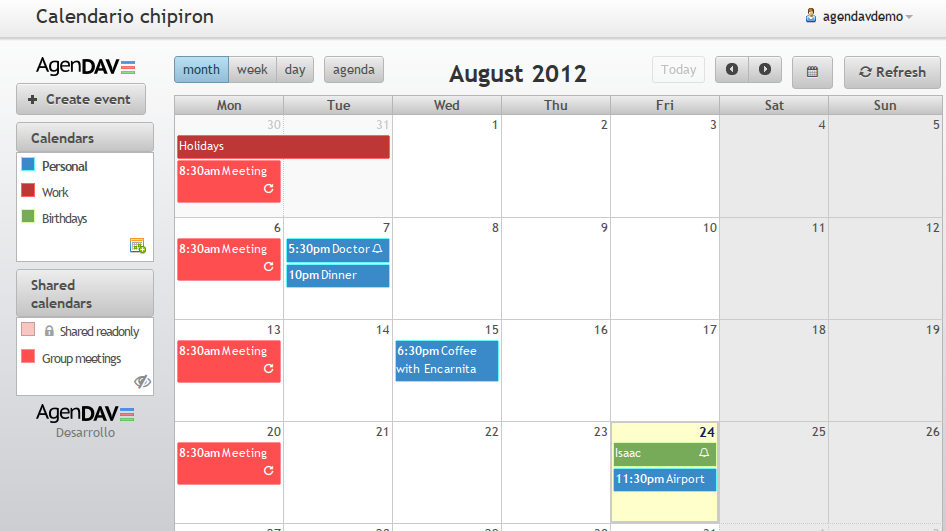 Calendario chipiron
agendavdemo
AgenDAV
Create event
Calendars
Personal
Work
Birthdays
Shared
calendars
Shared readonly
Group meetings
AgenDAV
Desarrollo
month week day agenda
August 2012
Today
Refresh
Mon Tue Wed Thu Fri Sat Sun
30 31 1 2 3 4 5
Holidays
8:30am Meeting
6 7 8 9 10 11 12
8:30am Meeting
5:30pm Doctor
10pm Dinner
13 14 15 16 17 18 19
8:30am Meeting
6:30pm Coffee
with Encarnita
20 21 22 23 24 25 26
8:30am Meeting
Isaac
11:30pm Airport